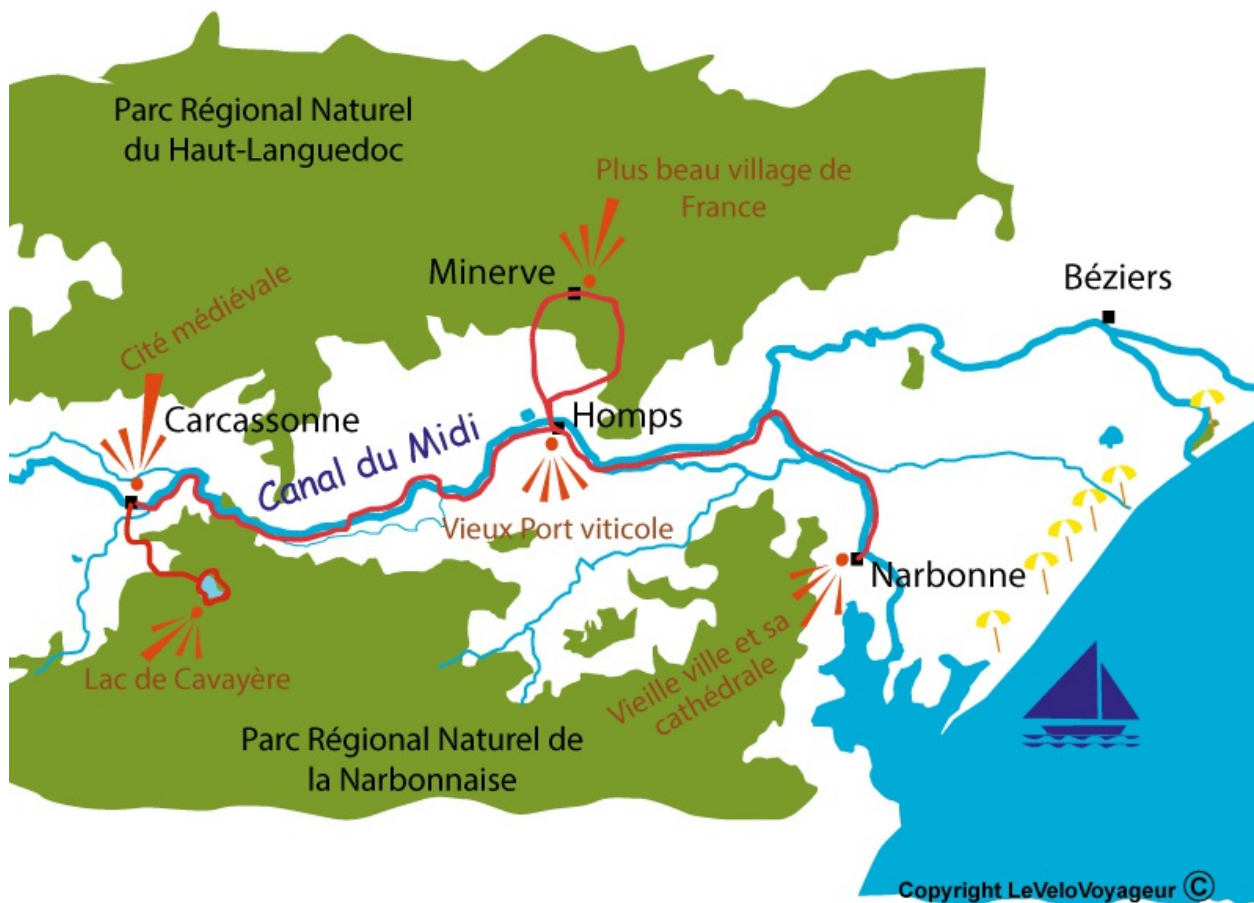 Parc Régional Naturel
du Haut-Languedoc
Plus beau village de
France
Minerve
Béziers
Cité médiévale
Carcassonne
Homps
Canal du Midi
Vieux Port viticole
Narbonne
Lac de Cavayère
Vieille ville et sa
cathédrale
Parc Régional Naturel de
la Narbonnaise
Copyright LeVeloVoyageur ©